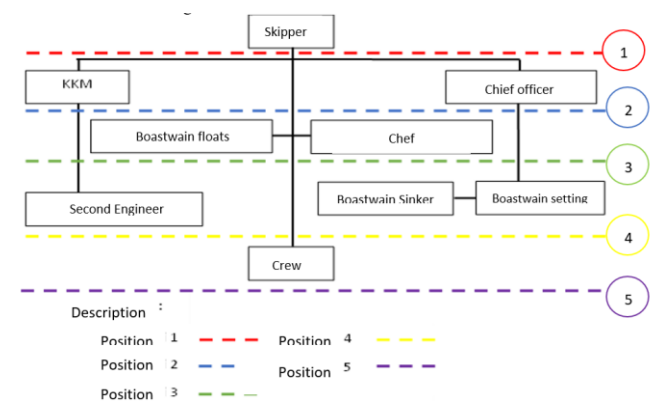 Skipper
1
KKM
Chief officer
2
Boastwain floats
Chef
3
Second Engineer
Boastwain Sinker
Boastwain setting
4
Crew
5
Description :
Position 1
Position 4
Position 2
Position 5
Position 3